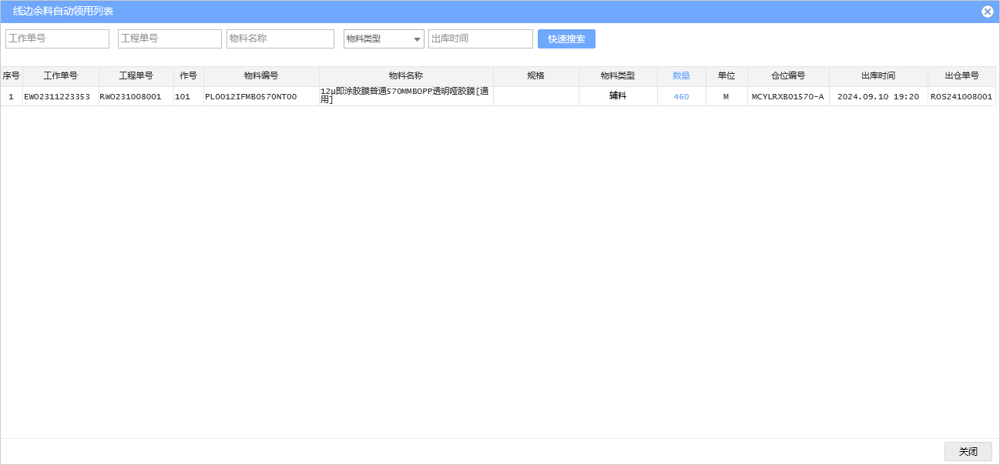 线边余料自动领用列表
工作单号 工程单号 物料名称 物料类型 出库时间 快速搜索
序号 工作单号 工程单号 作号 物料编号 物料名称 规格 物料类型 数量 单位 仓位编号 出库时间 出仓单号
1 EWO2311223353 RWO231008001 101 PL0012IFMB0570NT00 12μ即涂胶膜普通570MMBOPP透明哑胶膜[通用] 辅料 460 M MCYLRXB01570-A 2024.09.10 19:20 ROS241008001
关闭